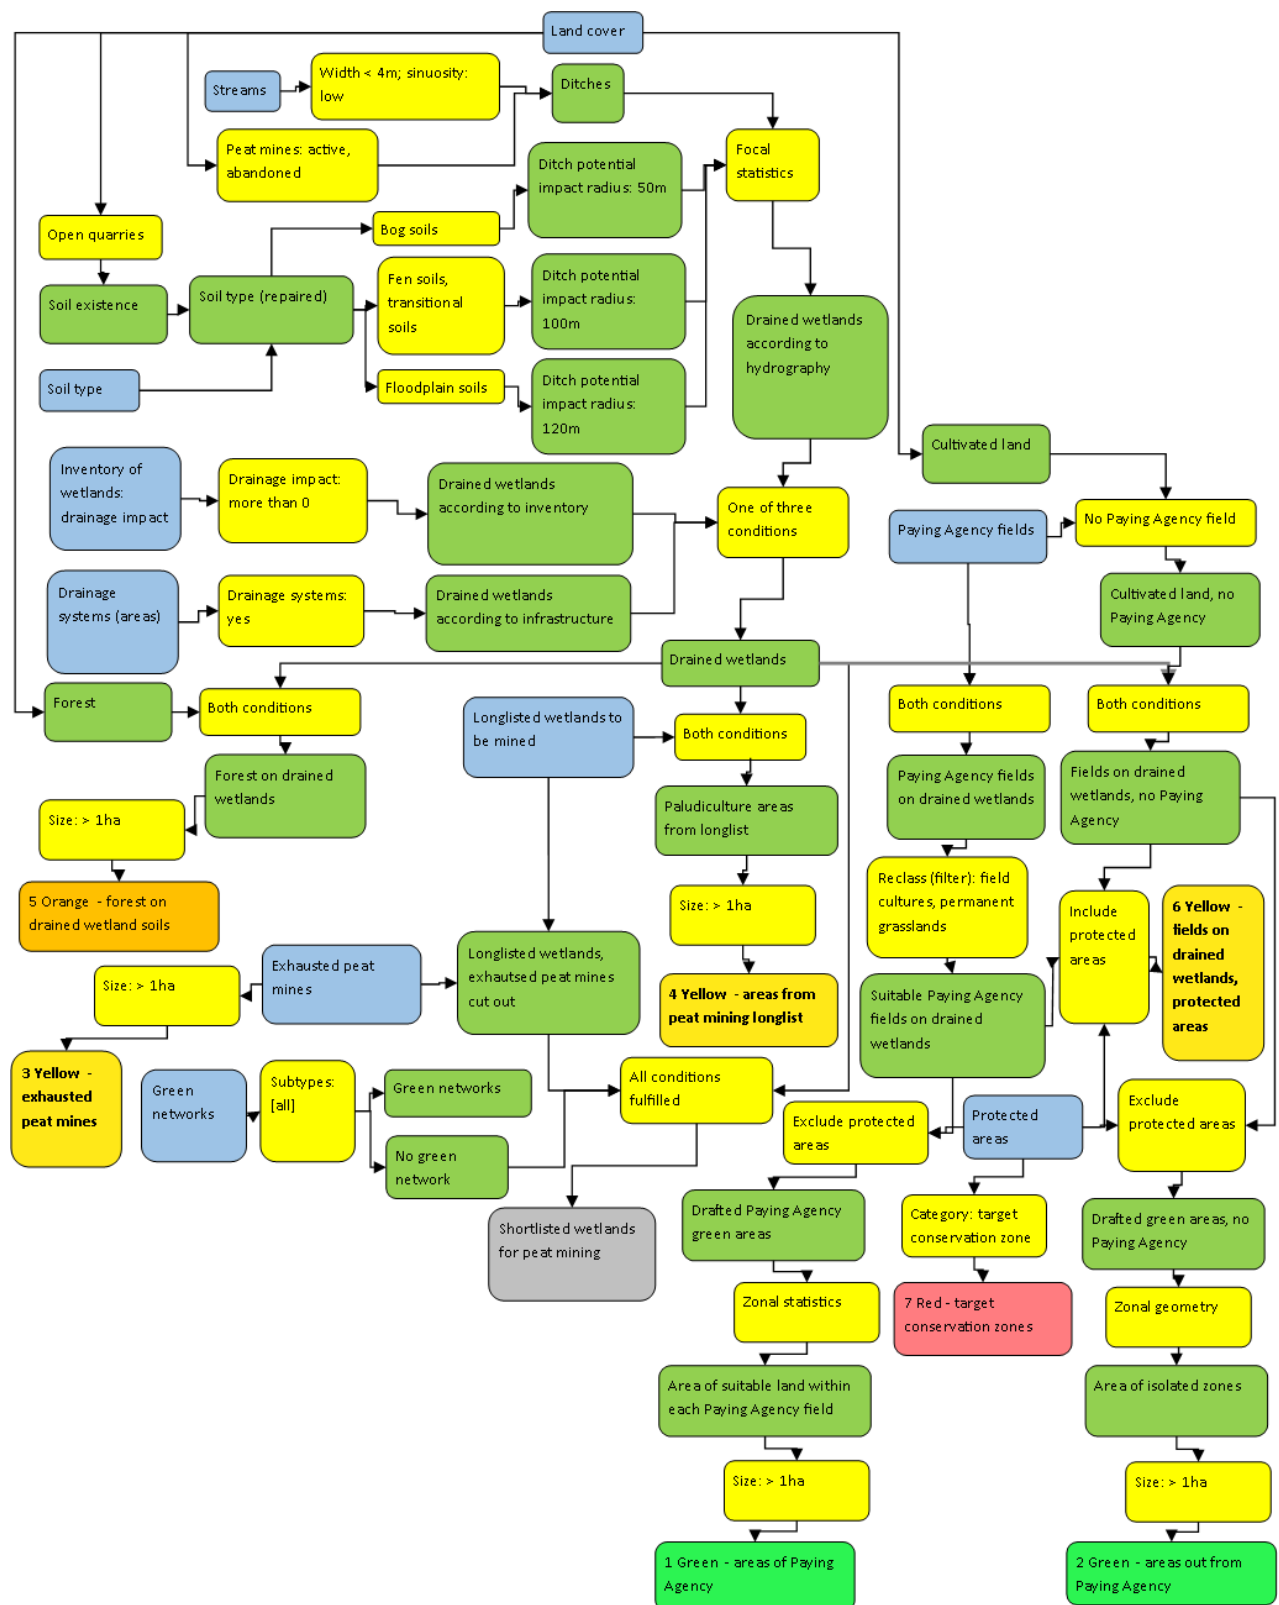 Land cover
Streams
Width < 4m; sinuosity:
low
Ditches
Peat mines: active,
abandoned
Ditch potential
impact radius: 50m
Focal
statistics
Open quarries
Bog soils
Soil existence
Soil type (repaired)
Fen soils,
transitional
soils
Ditch potential
impact radius:
100m
Drained wetlands
according to
hydrography
Soil type
Floodplain soils
Ditch potential
impact radius:
120m
Cultivated land
Inventory of
wetlands:
drainage impact
Drainage impact:
more than 0
Drained wetlands
according to inventory
One of three
conditions
Paying Agency fields
No Paying Agency field
Drainage
systems (areas)
Drainage systems:
yes
Drained wetlands
according to infrastructure
Cultivated land, no
Paying Agency
Drained wetlands
Forest
Both conditions
Longlisted wetlands to
be mined
Both conditions
Both conditions
Both conditions
Forest on drained
wetlands
Paying Agency fields
on drained wetlands
Fields on drained
wetlands, no Paying
Agency
Size: > 1ha
Paludiculture areas
from longlist
Reclass (filter): field
cultures, permanent
grasslands
5 Orange - forest on
drained wetland soils
Size: > 1ha
Include
protected
areas
6 Yellow -
fields on
drained
wetlands,
protected
areas
Size: > 1ha
Exhausted peat
mines
Longlisted wetlands,
exhautsed peat mines
cut out
4 Yellow - areas from
peat mining longlist
Suitable Paying Agency
fields on drained
wetlands
3 Yellow -
exhausted
peat mines
Green
networks
Subtypes:
[all]
Green networks
All conditions
fulfilled
Exclude protected
areas
Protected
areas
Exclude
protected areas
No green
network
Shortlisted wetlands
for peat mining
Drafted Paying Agency
green areas
Category: target
conservation zone
Drafted green areas, no
Paying Agency
Zonal statistics
7 Red - target
conservation zones
Zonal geometry
Area of suitable land within
each Paying Agency field
Area of isolated zones
Size: > 1ha
Size: > 1ha
1 Green - areas of Paying
Agency
2 Green - areas out from
Paying Agency